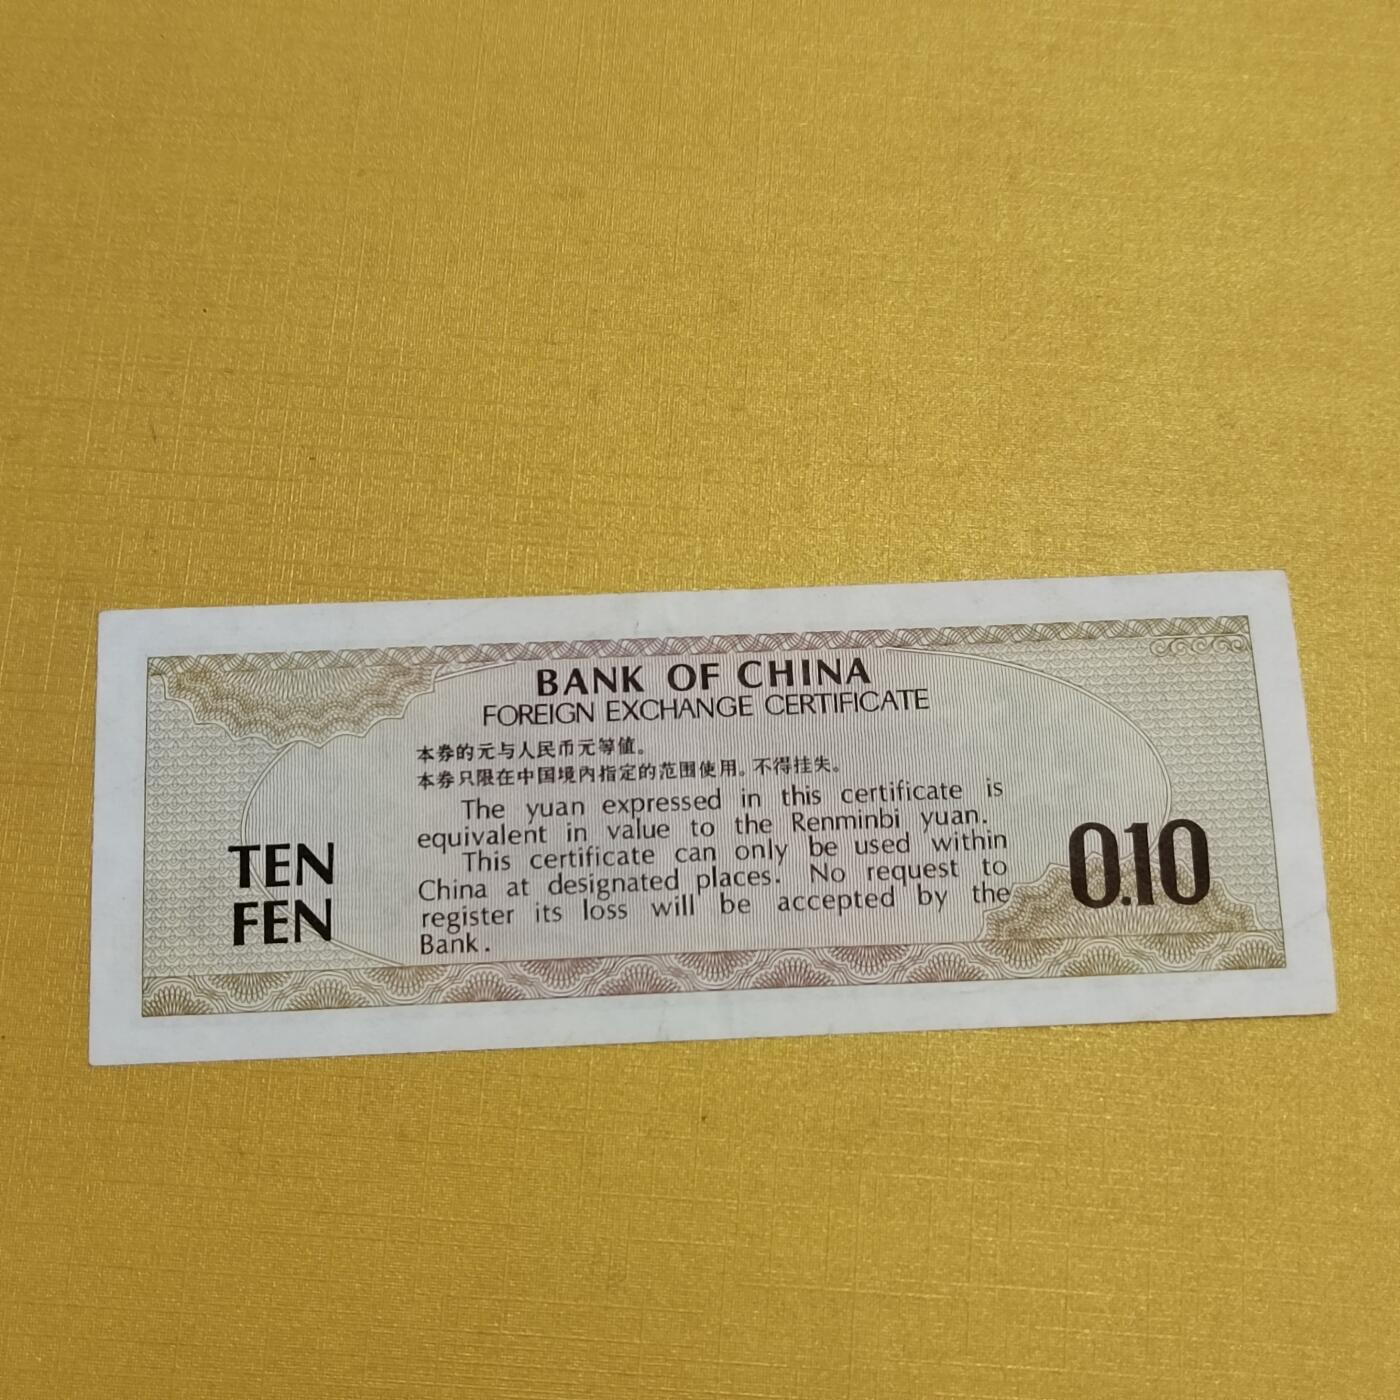 BANK OF CHINA
FOREIGN EXCHANGE CERTIFICATE
本券的元与人民币元等值。
本券只限在中国境内指定的范围使用。不得挂失。
The yuan expressed in this certificate is
equivalent in value to the Renminbi yuan.
This certificate can only be used within
China at designated places. No request to
register its loss will be accepted by the
Bank.
TEN
FEN
0.10